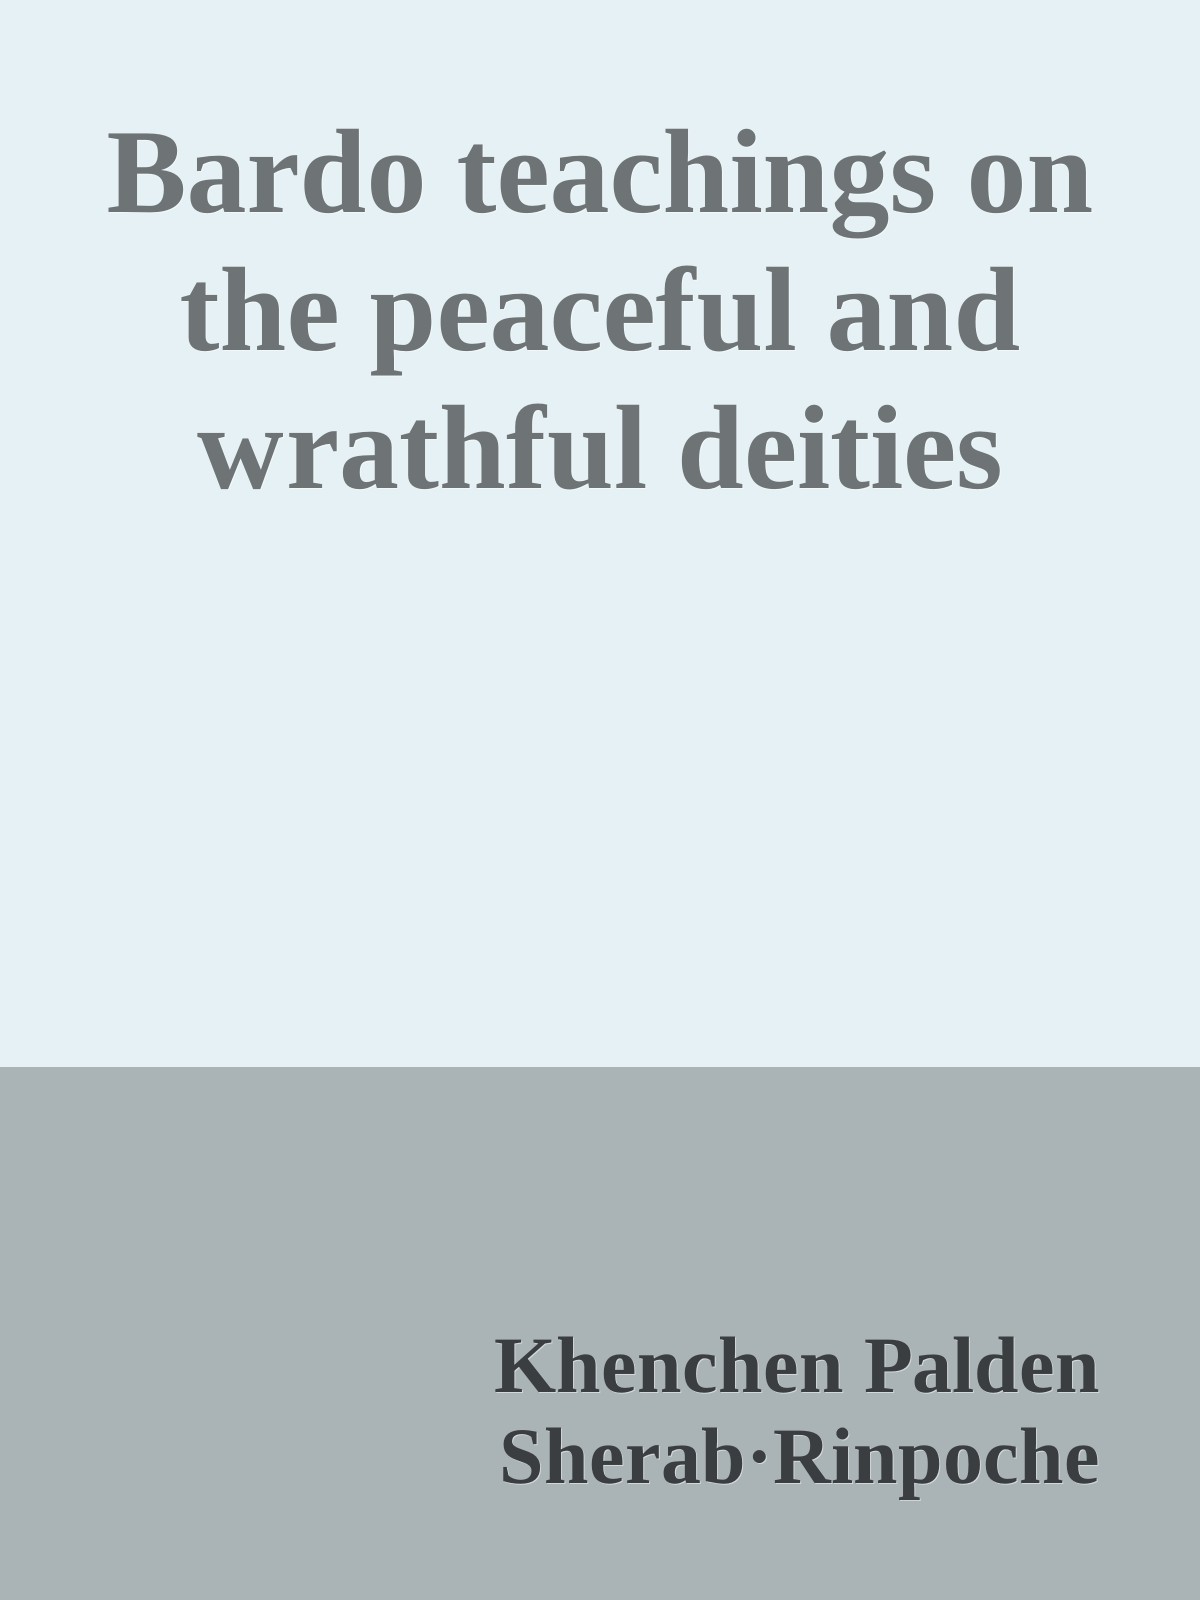 Bardo teachings on
the peaceful and
wrathful deities
Khenchen Palden
Sherab·Rinpoche